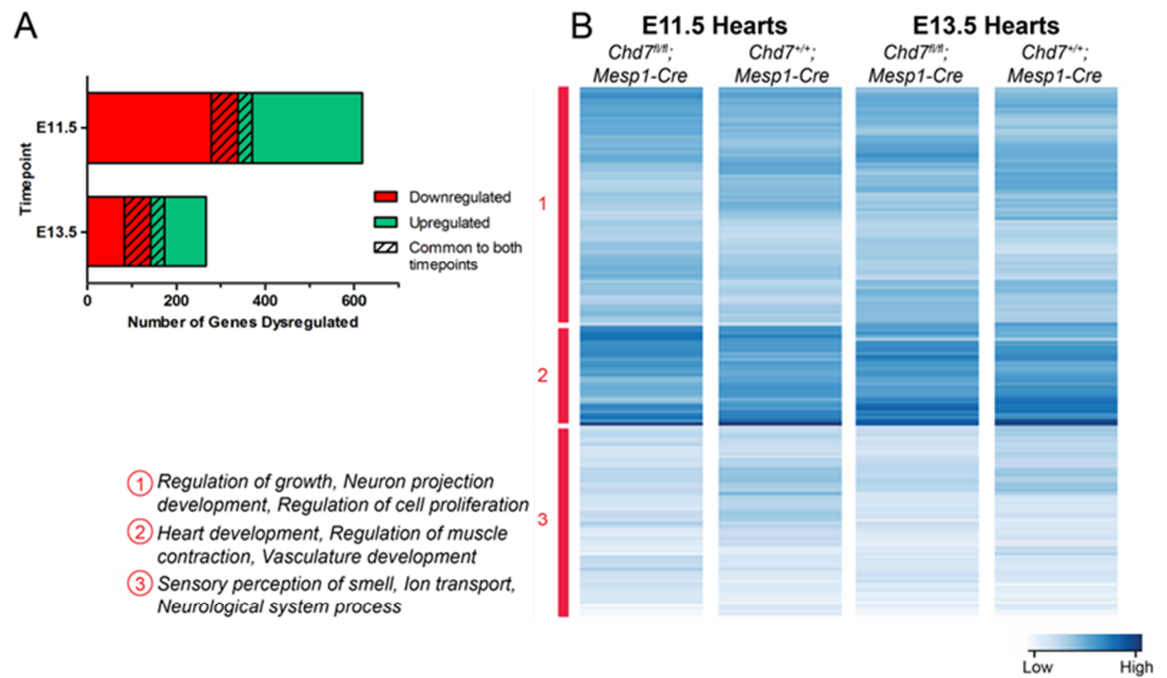 A
E11.5
E13.5
Timepoint
0
200
400
600
Number of Genes Dysregulated
Downregulated
Upregulated
Common to both
timepoints
1 Regulation of growth, Neuron projection
development, Regulation of cell proliferation
2 Heart development, Regulation of muscle
contraction, Vasculature development
3 Sensory perception of smell, Ion transport,
Neurological system process
B
E11.5 Hearts
E13.5 Hearts
Chd7fl/fl;
Mesp1-Cre
Chd7+/+;
Mesp1-Cre
Chd7fl/fl;
Mesp1-Cre
Chd7+/+;
Mesp1-Cre
1
2
3
Low
High